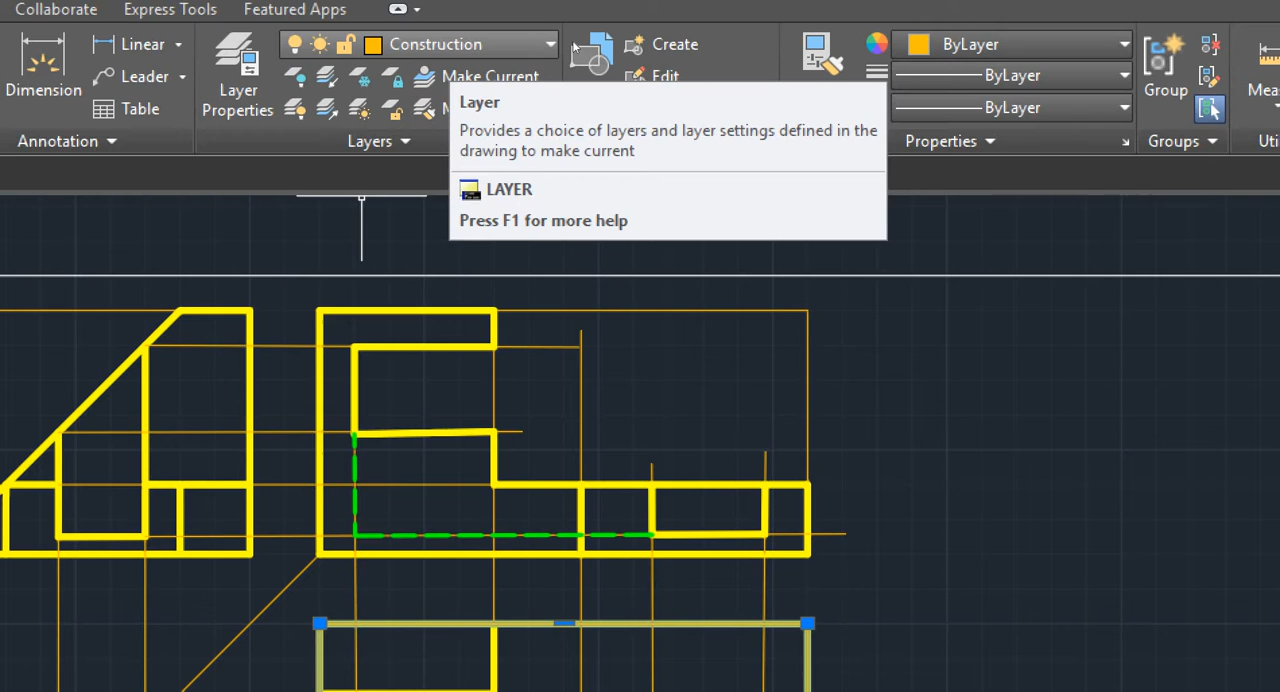 Collaborate Express Tools Featured Apps
Linear
Construction
Create
ByLayer
Leader
Make Current
Edit
ByLayer
Dimension
Layer
Properties
Group
Table
ByLayer
Annotation
Layers
Properties
Groups
Layer
Provides a choice of layers and layer settings defined in the
drawing to make current
LAYER
Press F1 for more help